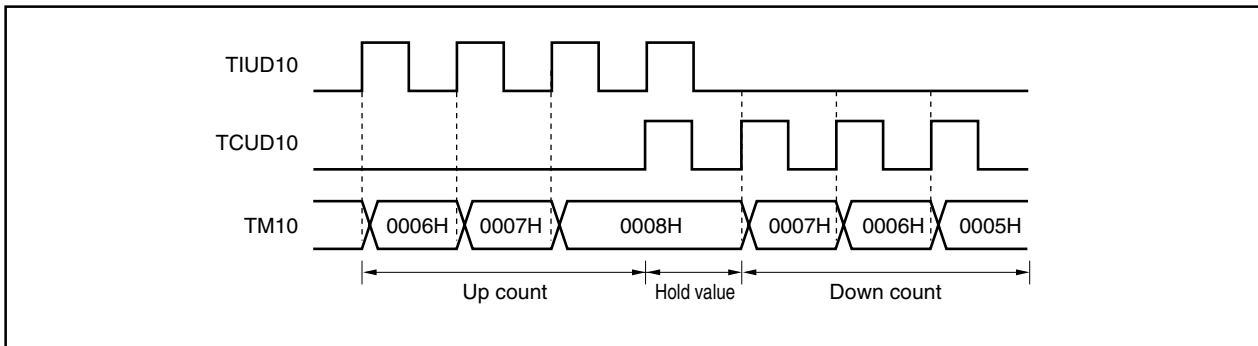 TIUD10
TCUD10
TM10
0006H 0007H 0008H 0007H 0006H 0005H
Up count Hold value Down count